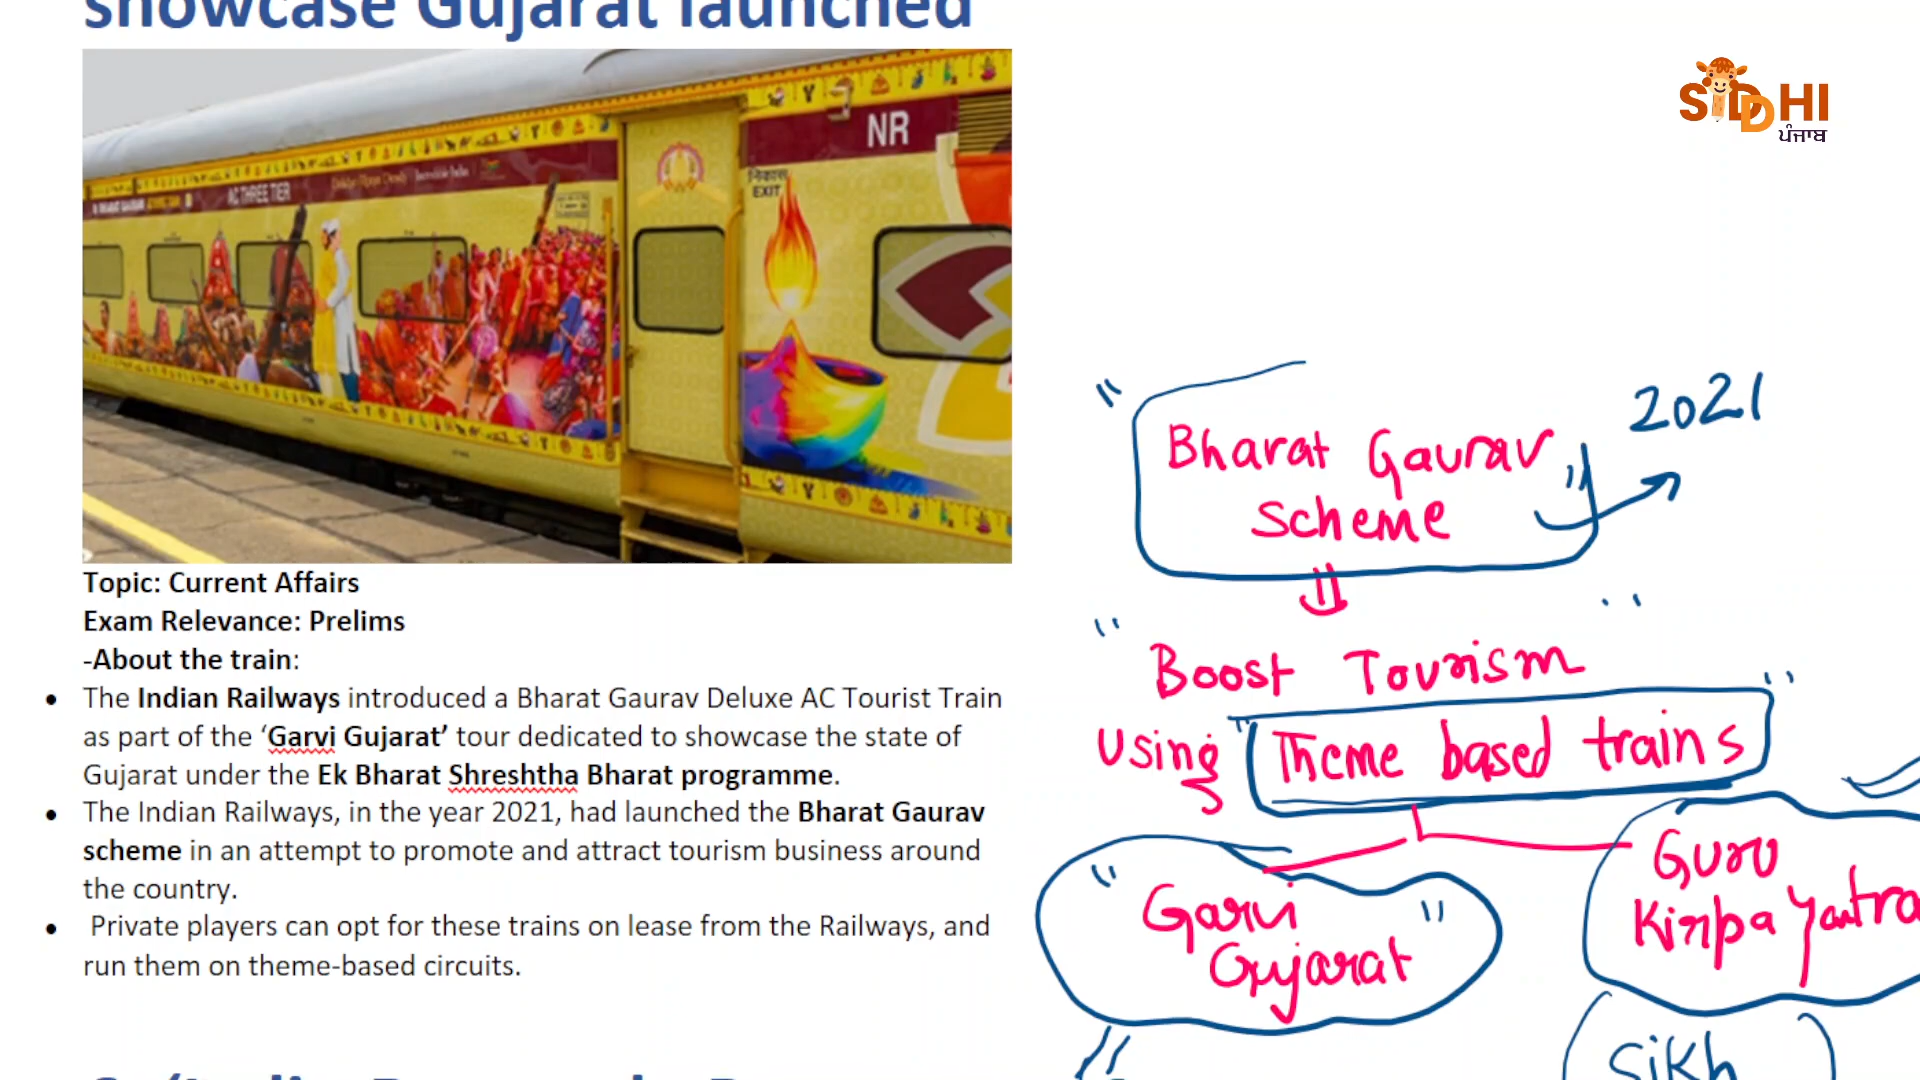 showcase Gujarat launched
SIDDHI
ਪੰਜਾਬ
NR
AC THREE TIER
निकास
EXIT
Topic: Current Affairs
Exam Relevance: Prelims
-About the train:
• The Indian Railways introduced a Bharat Gaurav Deluxe AC Tourist Train
as part of the ‘Garvi Gujarat’ tour dedicated to showcase the state of
Gujarat under the Ek Bharat Shreshtha Bharat programme.
• The Indian Railways, in the year 2021, had launched the Bharat Gaurav
scheme in an attempt to promote and attract tourism business around
the country.
• Private players can opt for these trains on lease from the Railways, and
run them on theme-based circuits.
2021
"Bharat Gaurav
Scheme"
"Boost Tourism
Using "Theme based trains"
"Garvi
Gujarat"
Guru
Kirpa Yatra
Sikh